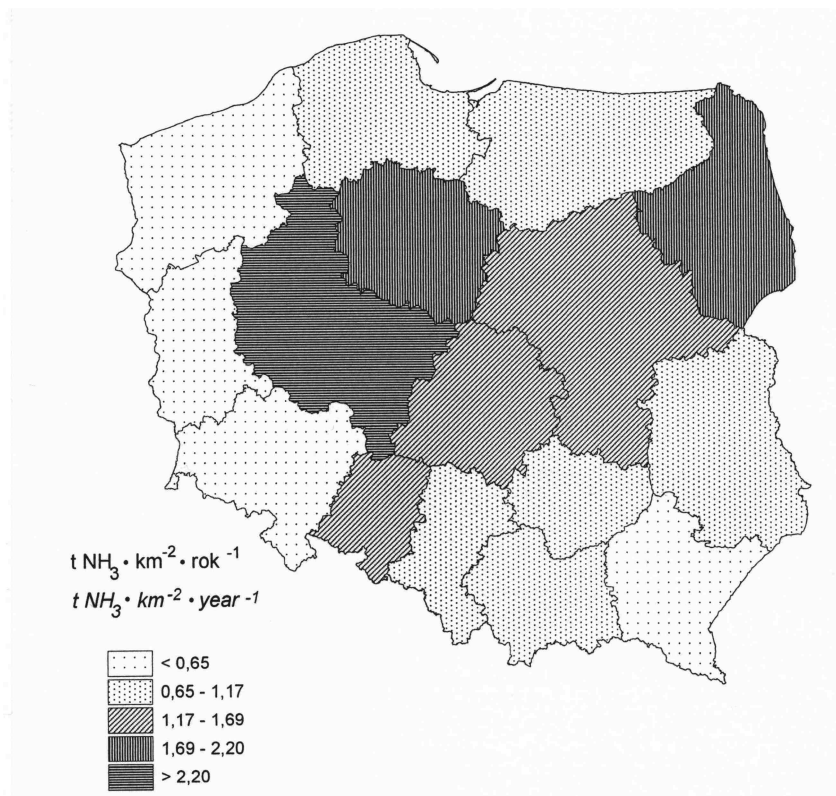 t NH₃ • km⁻² • rok ⁻¹
t NH₃ • km⁻² • year ⁻¹
< 0,65
0,65 - 1,17
1,17 - 1,69
1,69 - 2,20
> 2,20